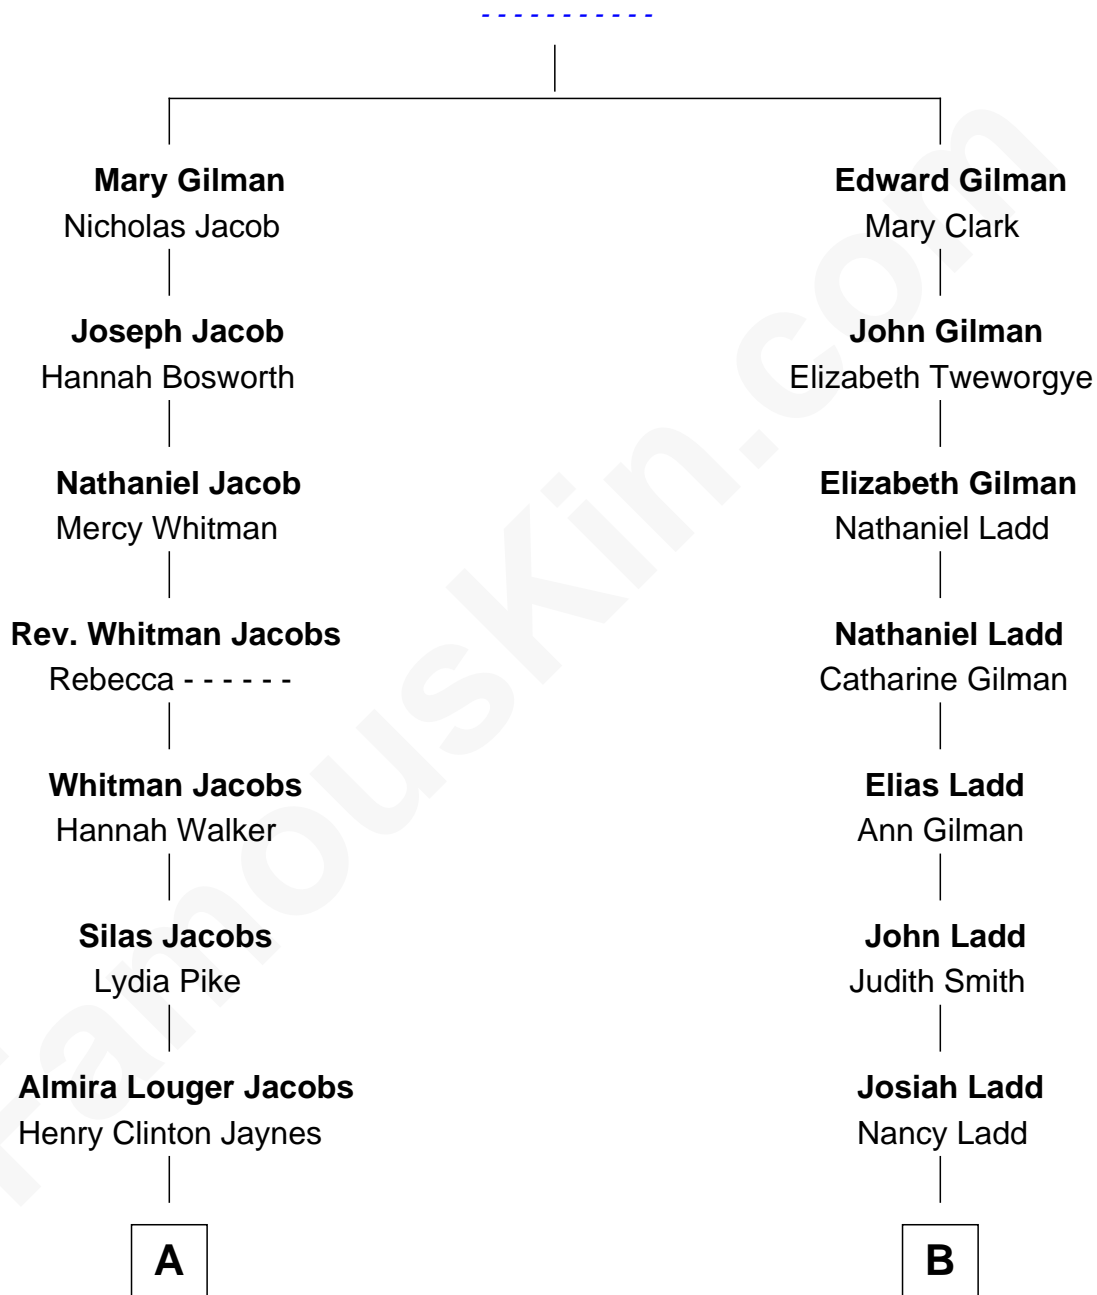 - - - - - - - - - - -
Mary Gilman
Nicholas Jacob
Edward Gilman
Mary Clark
Joseph Jacob
Hannah Bosworth
John Gilman
Elizabeth Tweworgye
Nathaniel Jacob
Mercy Whitman
Elizabeth Gilman
Nathaniel Ladd
Rev. Whitman Jacobs
Rebecca - - - - - -
Nathaniel Ladd
Catharine Gilman
Whitman Jacobs
Hannah Walker
Elias Ladd
Ann Gilman
Silas Jacobs
Lydia Pike
John Ladd
Judith Smith
Almira Louger Jacobs
Henry Clinton Jaynes
Josiah Ladd
Nancy Ladd
A
B
FamousKin.com